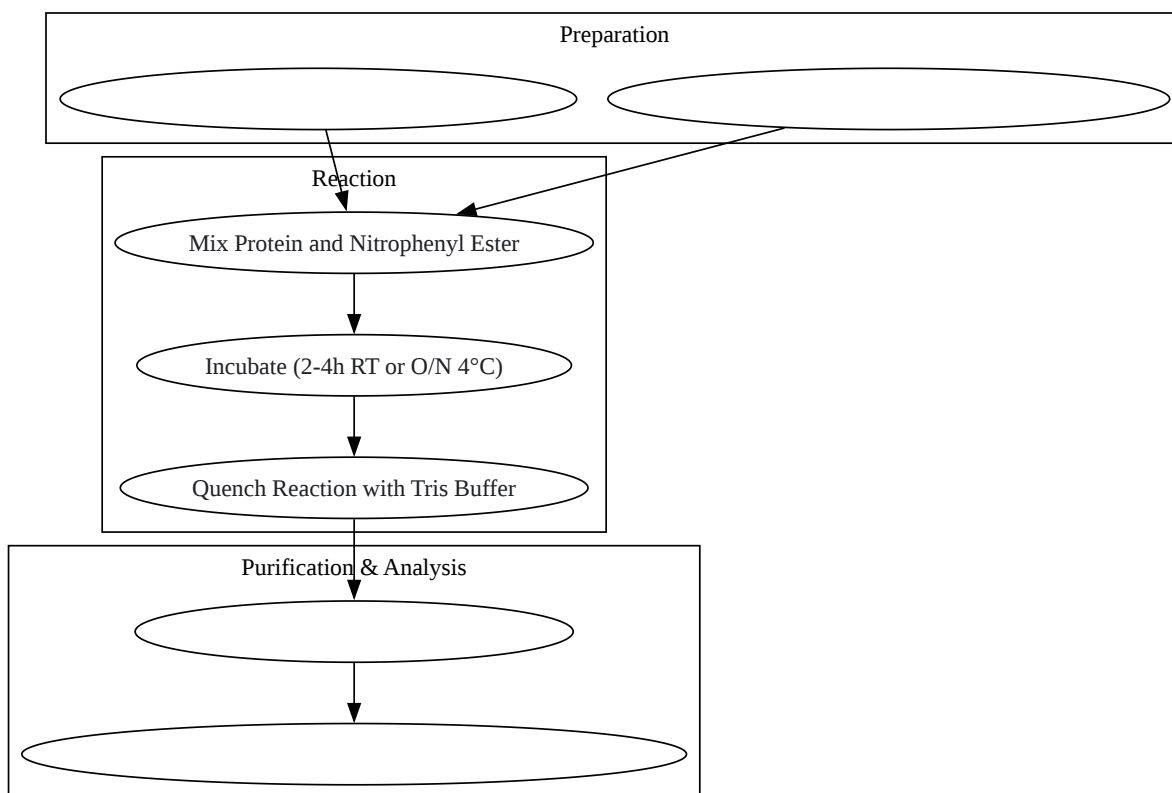 Preparation
Reaction
Mix Protein and Nitrophenyl Ester
Incubate (2-4h RT or O/N 4°C)
Quench Reaction with Tris Buffer
Purification & Analysis